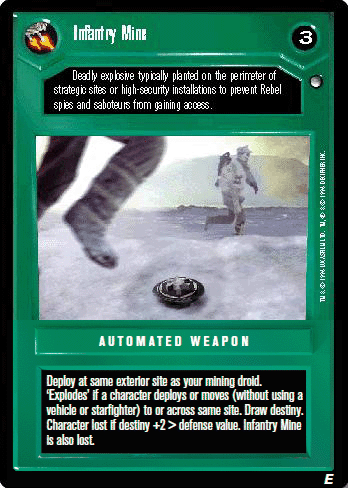 Infantry Mine
3
Deadly explosive typically planted on the perimeter of
strategic sites or high-security installations to prevent Rebel
spies and saboteurs from gaining access.
AUTOMATED WEAPON
Deploy at same exterior site as your mining droid.
'Explodes' if a character deploys or moves (without using a
vehicle or starfighter) to or across same site. Draw destiny.
Character lost if destiny +2 > defense value. Infantry Mine
is also lost.
E